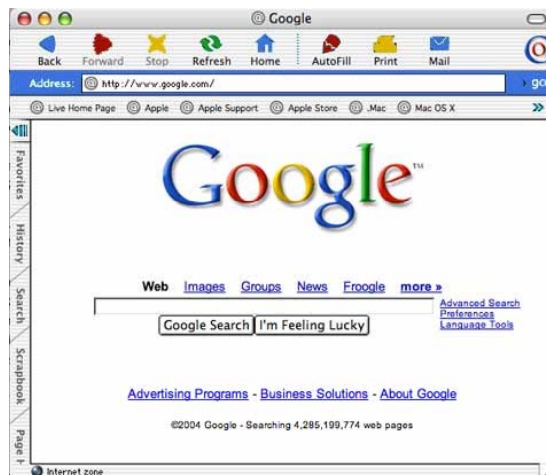 Google
Back Forward Stop Refresh Home AutoFill Print Mail
Address: http://www.google.com/ go
Live Home Page Apple Apple Support Apple Store .Mac Mac OS X
Favorites
History
Search
Scrapbook
Page H
Google™
Web Images Groups News Froogle more »
Advanced Search
Preferences
Language Tools
Google Search I'm Feeling Lucky
Advertising Programs - Business Solutions - About Google
©2004 Google - Searching 4,285,199,774 web pages
Internet zone